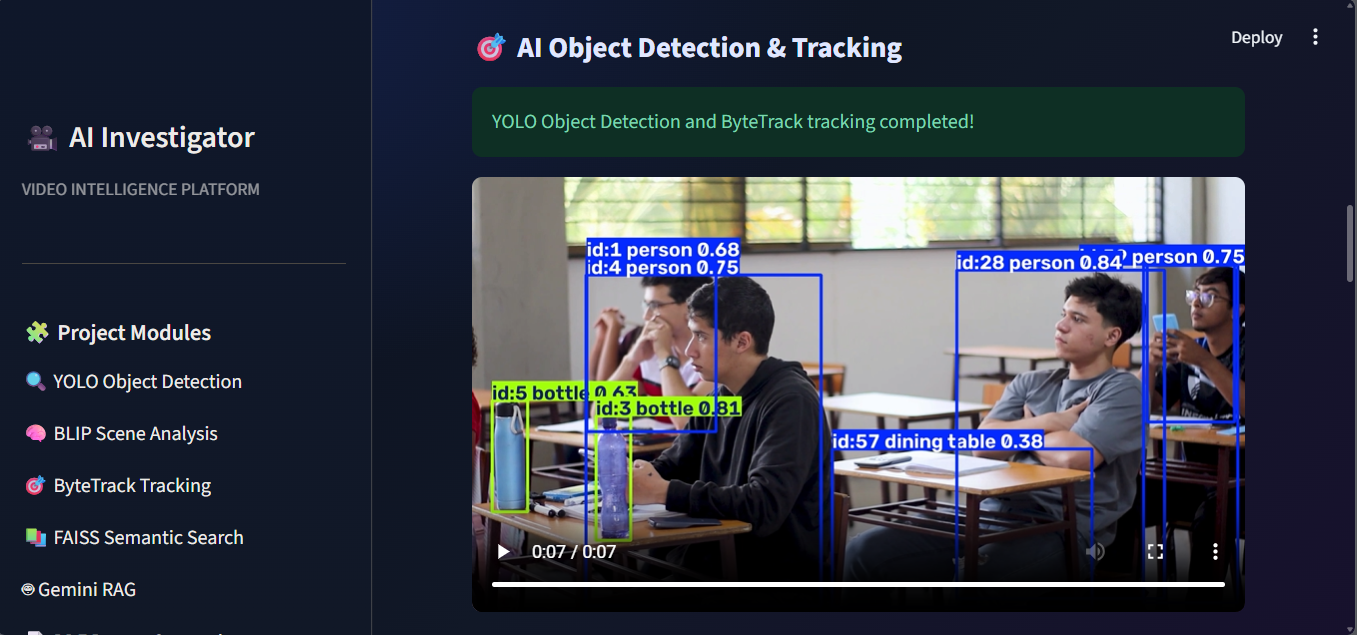 AI Object Detection & Tracking
Deploy
YOLO Object Detection and ByteTrack tracking completed!
AI Investigator
VIDEO INTELLIGENCE PLATFORM
Project Modules
YOLO Object Detection
BLIP Scene Analysis
ByteTrack Tracking
FAISS Semantic Search
Gemini RAG
id:1 person 0.68
id:4 person 0.75
id:28 person 0.84
person 0.75
id:5 bottle 0.63
id:3 bottle 0.81
id:57 dining table 0.38
0:07 / 0:07